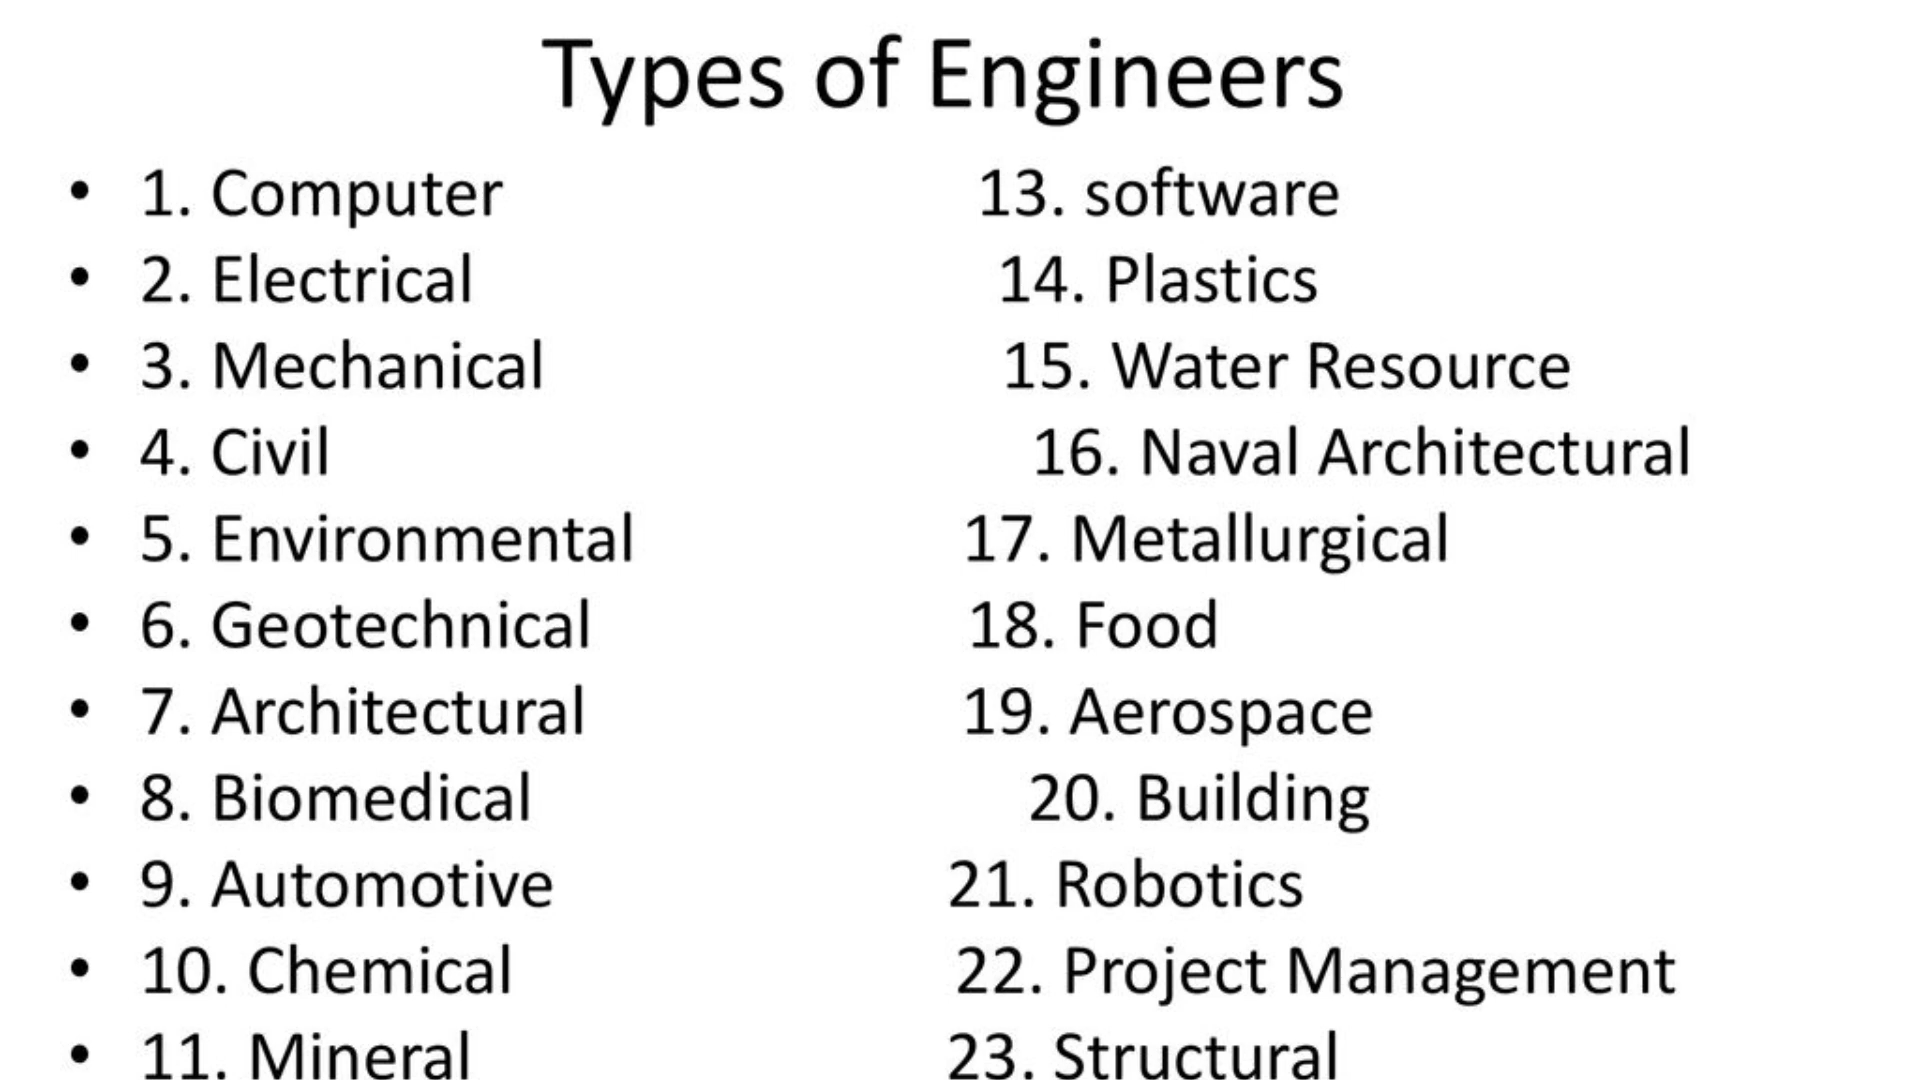 Types of Engineers
• 1. Computer 13. software
• 2. Electrical 14. Plastics
• 3. Mechanical 15. Water Resource
• 4. Civil 16. Naval Architectural
• 5. Environmental 17. Metallurgical
• 6. Geotechnical 18. Food
• 7. Architectural 19. Aerospace
• 8. Biomedical 20. Building
• 9. Automotive 21. Robotics
• 10. Chemical 22. Project Management
• 11. Mineral 23. Structural